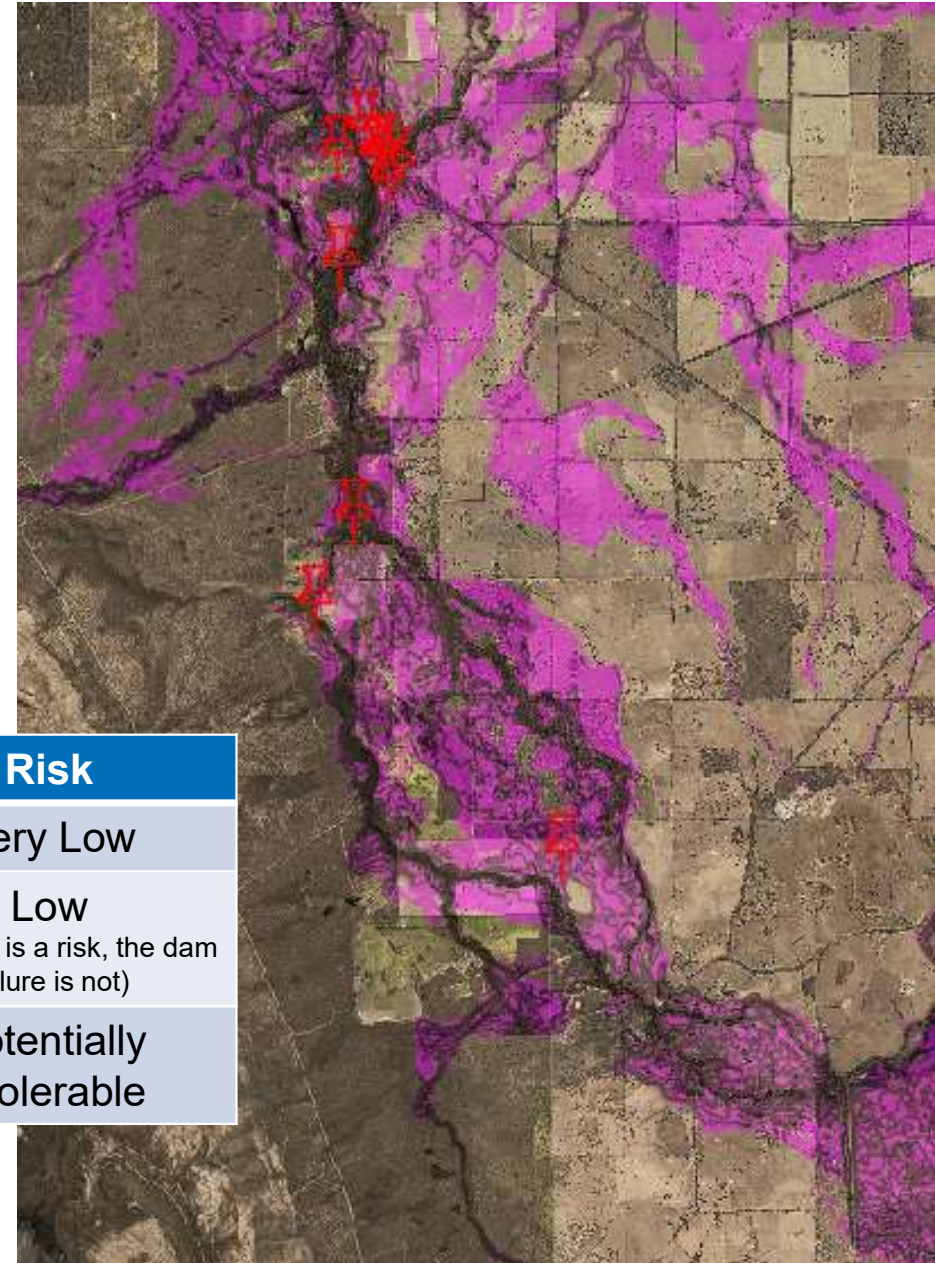 Risk
ery Low
Low
is a risk, the dam
lure is not)
otentially
olerable